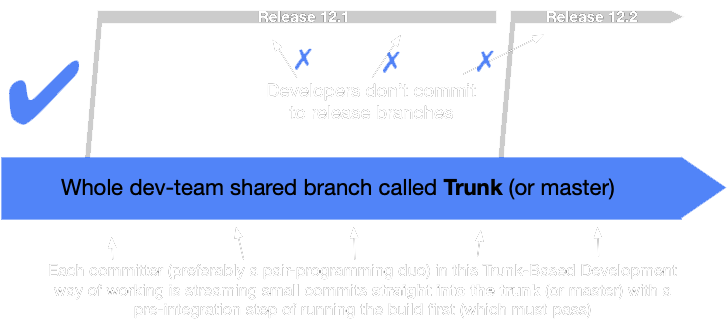 Release 12.1
Release 12.2
Developers don't commit
to release branches
Whole dev-team shared branch called Trunk (or master)
Each committer (preferably a pair-programming duo) in this Trunk-Based Development
way of working is streaming small commits straight into the trunk (or master) with a
pre-integration step of running the build first (which must pass)